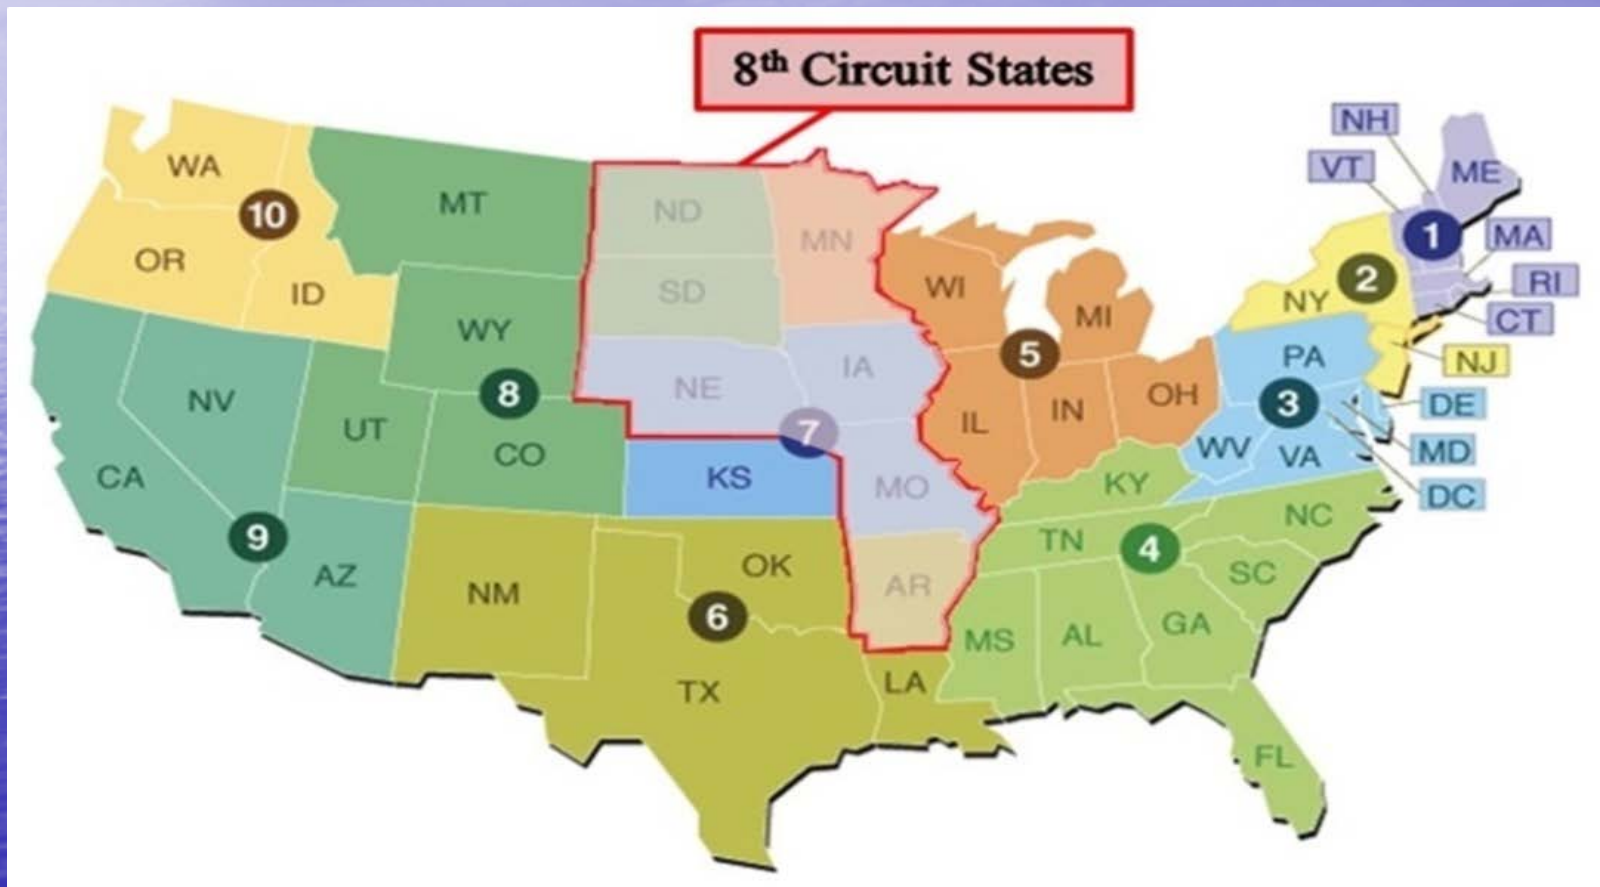 8th Circuit States
NH
VT
ME
WA
MT
ND
MN
1
MA
10
OR
ID
SD
WI
MI
NY
2
RI
CT
WY
5
PA
NJ
NV
8
NE
IA
IL
IN
OH
3
DE
UT
CO
7
WV
VA
MD
CA
KS
MO
KY
DC
9
AZ
NM
OK
AR
TN
4
NC
SC
6
MS
AL
GA
TX
LA
FL